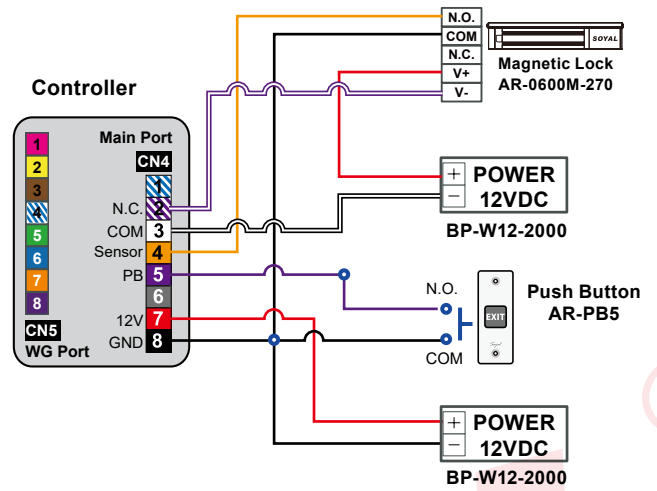 N.O.
COM
N.C.
V+
V-
SOYAL
Magnetic Lock
AR-0600M-270
Controller
Main Port
CN4
1
2
3
4
5
6
7
8
CN5
WG Port
1
N.C. 2
COM 3
Sensor 4
PB 5
6
12V 7
GND 8
+ POWER
− 12VDC
BP-W12-2000
N.O.
COM
EXIT
Push Button
AR-PB5
+ POWER
− 12VDC
BP-W12-2000